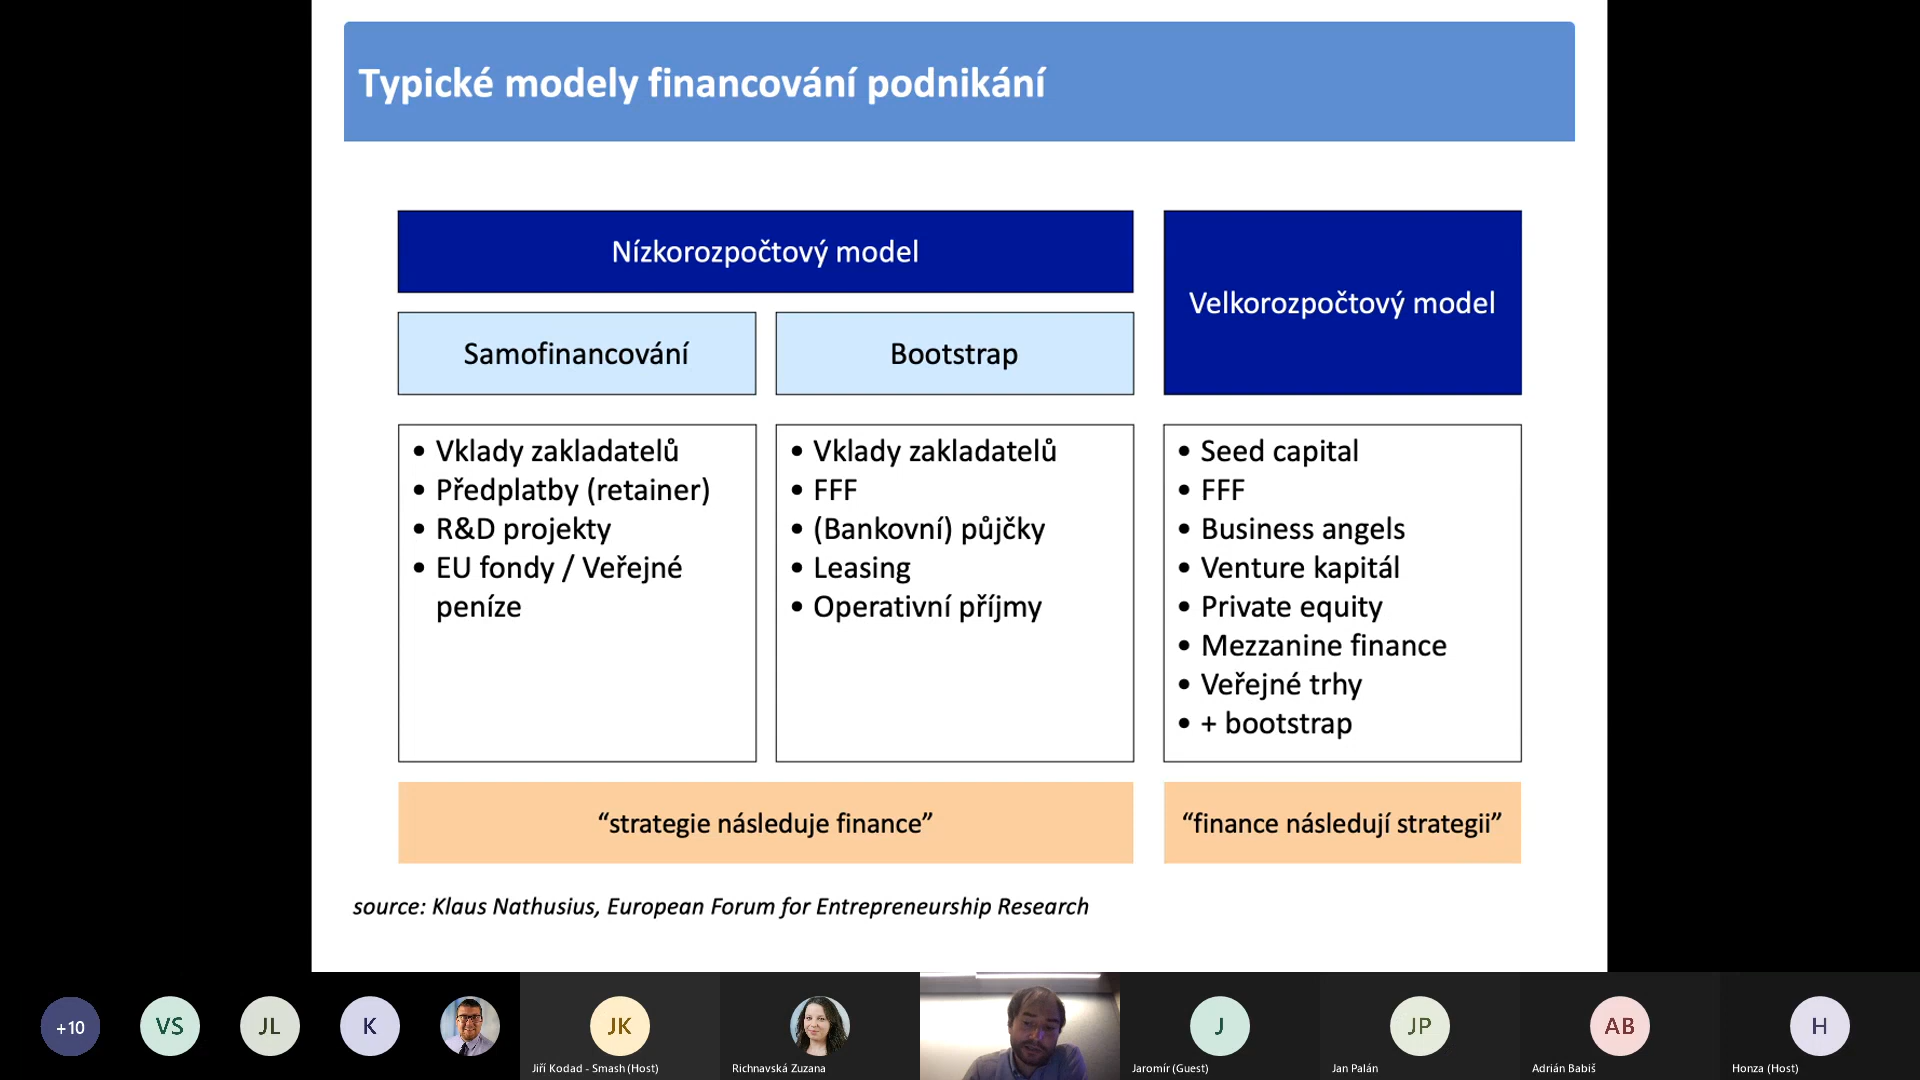 Typické modely financování podnikání
Nízkorozpočtový model
Velkorozpočtový model
Samofinancování
Bootstrap
• Vklady zakladatelů
• Předplatby (retainer)
• R&D projekty
• EU fondy / Veřejné
peníze
• Vklady zakladatelů
• FFF
• (Bankovní) půjčky
• Leasing
• Operativní příjmy
• Seed capital
• FFF
• Business angels
• Venture kapitál
• Private equity
• Mezzanine finance
• Veřejné trhy
• + bootstrap
“strategie následuje finance”
“finance následují strategii”
source: Klaus Nathusius, European Forum for Entrepreneurship Research
+10
VS
JL
K
JK
Jiří Kodad - Smash (Host)
Richnavská Zuzana
J
Jaromír (Guest)
JP
Jan Palán
AB
Adrián Babiš
H
Honza (Host)